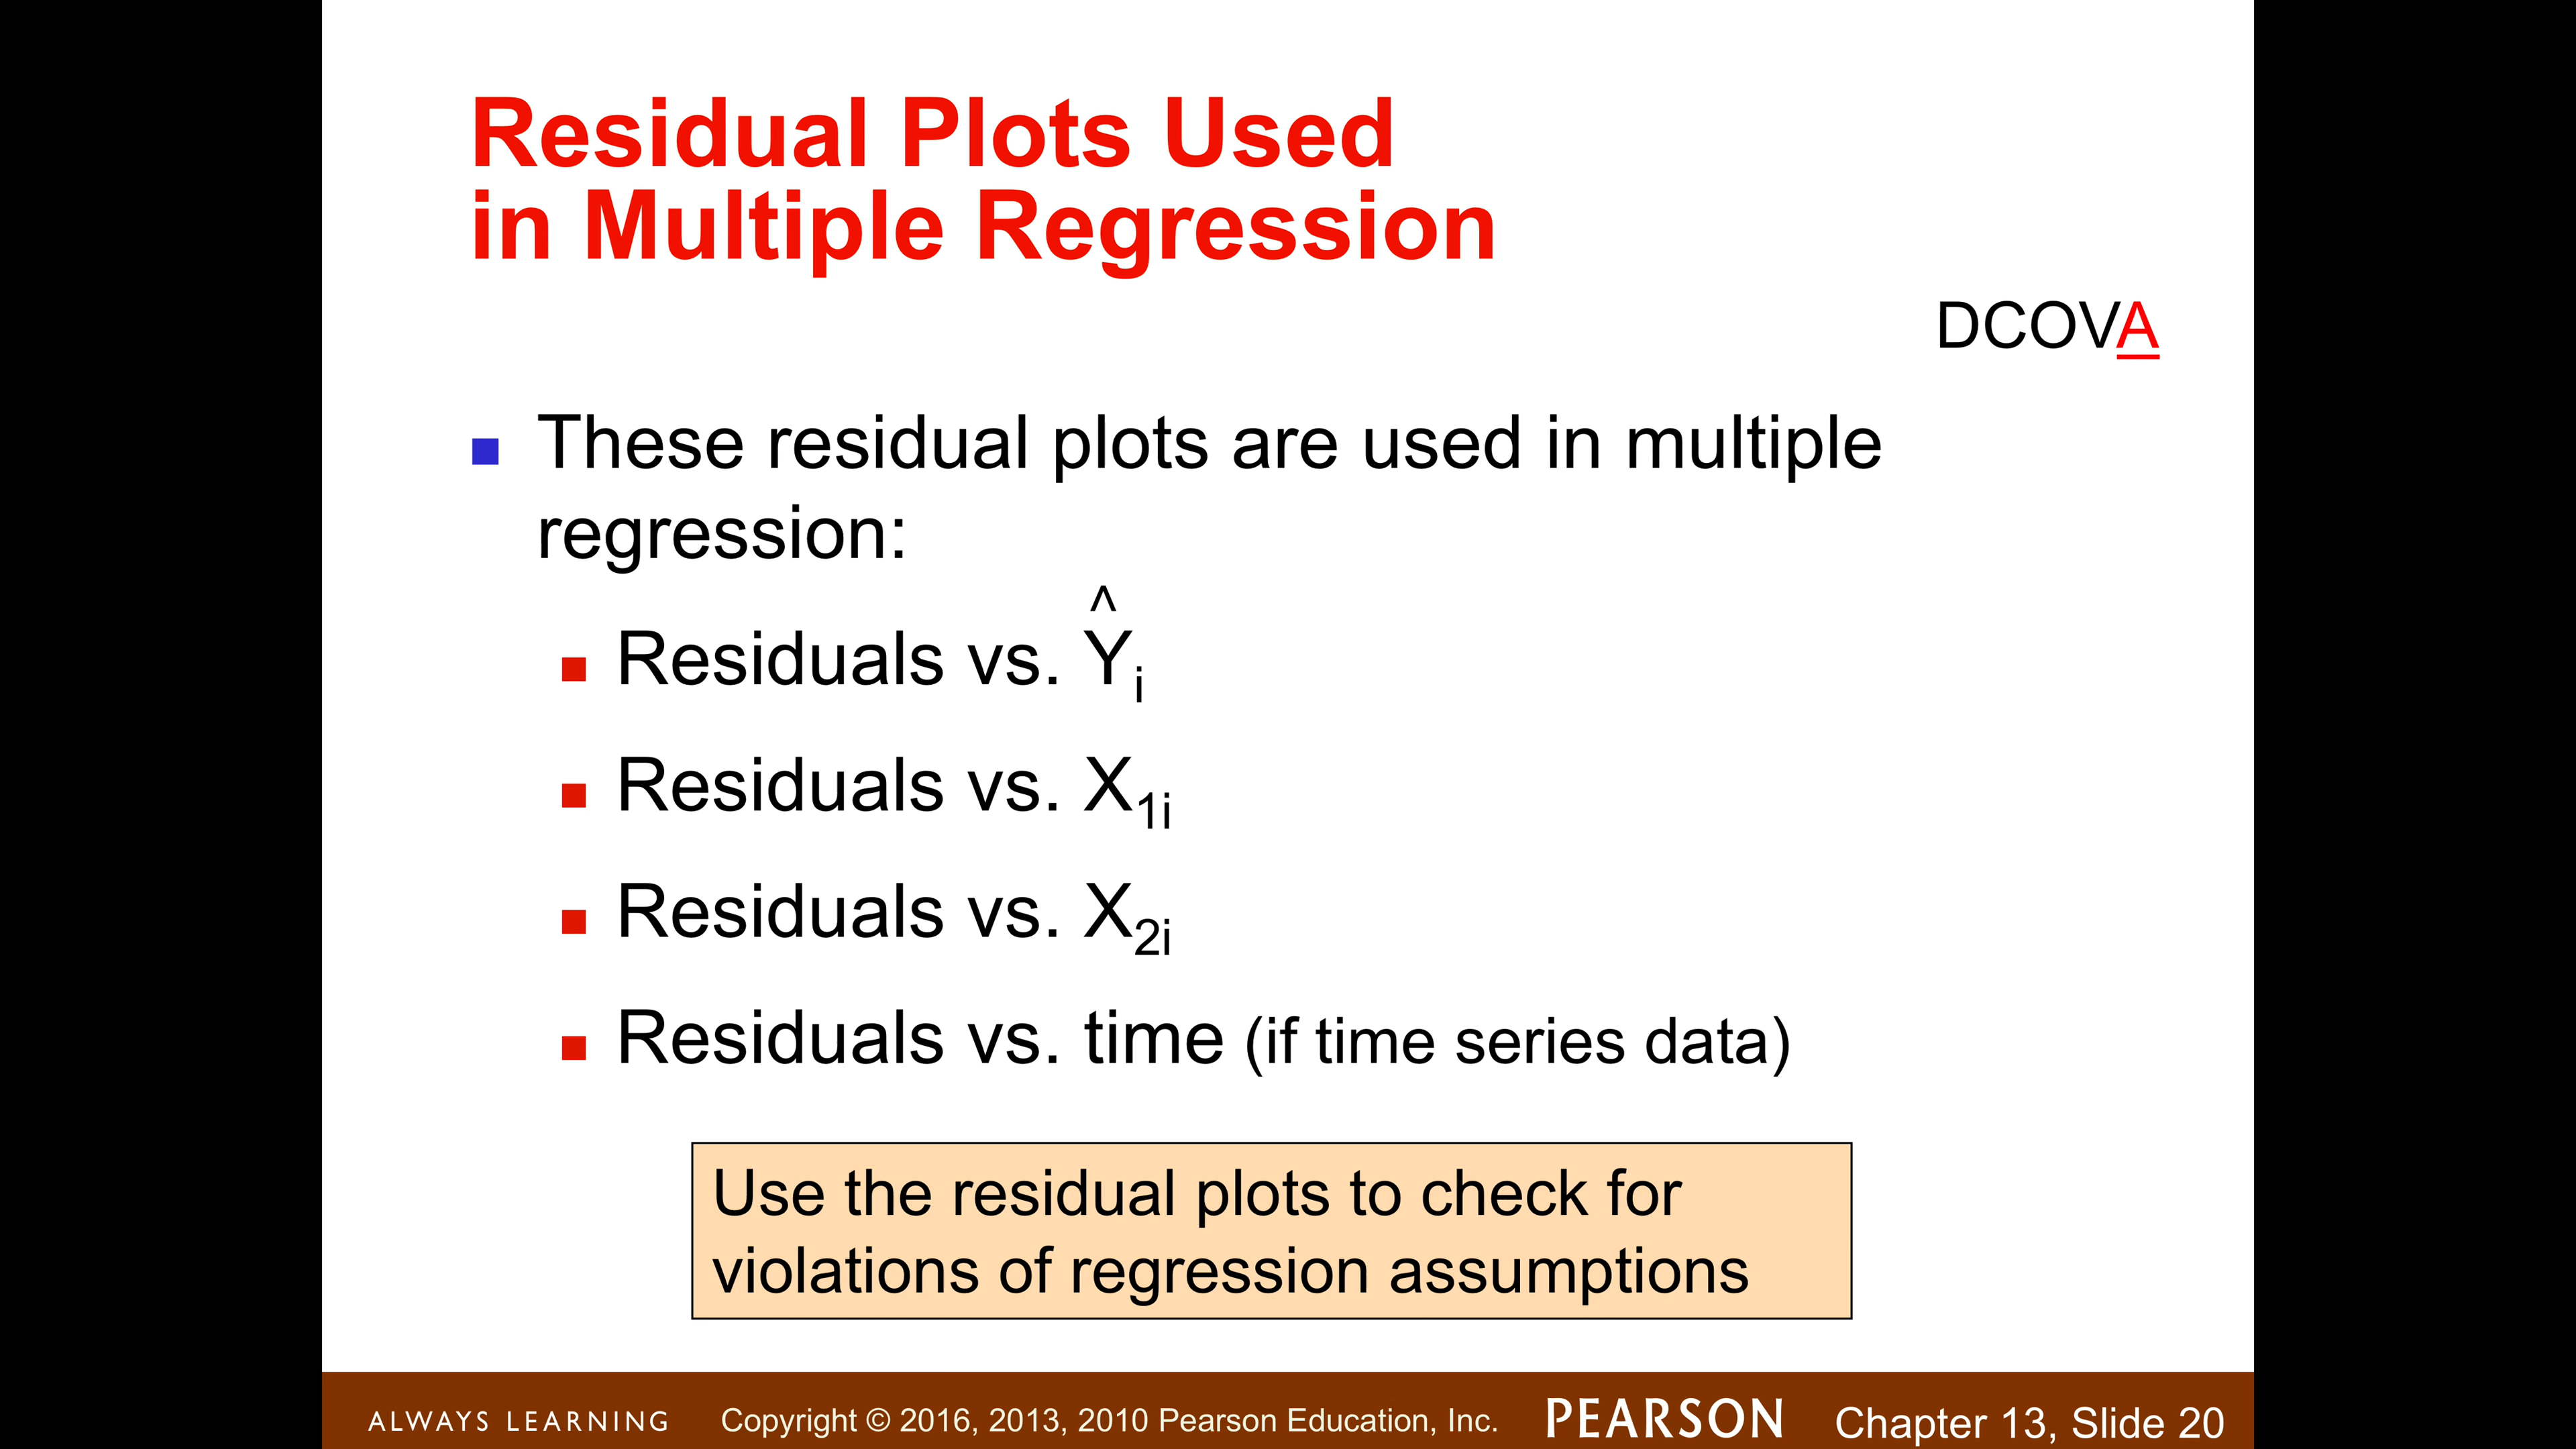 Residual Plots Used
in Multiple Regression
DCOVA
These residual plots are used in multiple
regression:
Residuals vs. Ŷi
Residuals vs. X1i
Residuals vs. X2i
Residuals vs. time (if time series data)
Use the residual plots to check for
violations of regression assumptions
ALWAYS LEARNING Copyright © 2016, 2013, 2010 Pearson Education, Inc. PEARSON Chapter 13, Slide 20